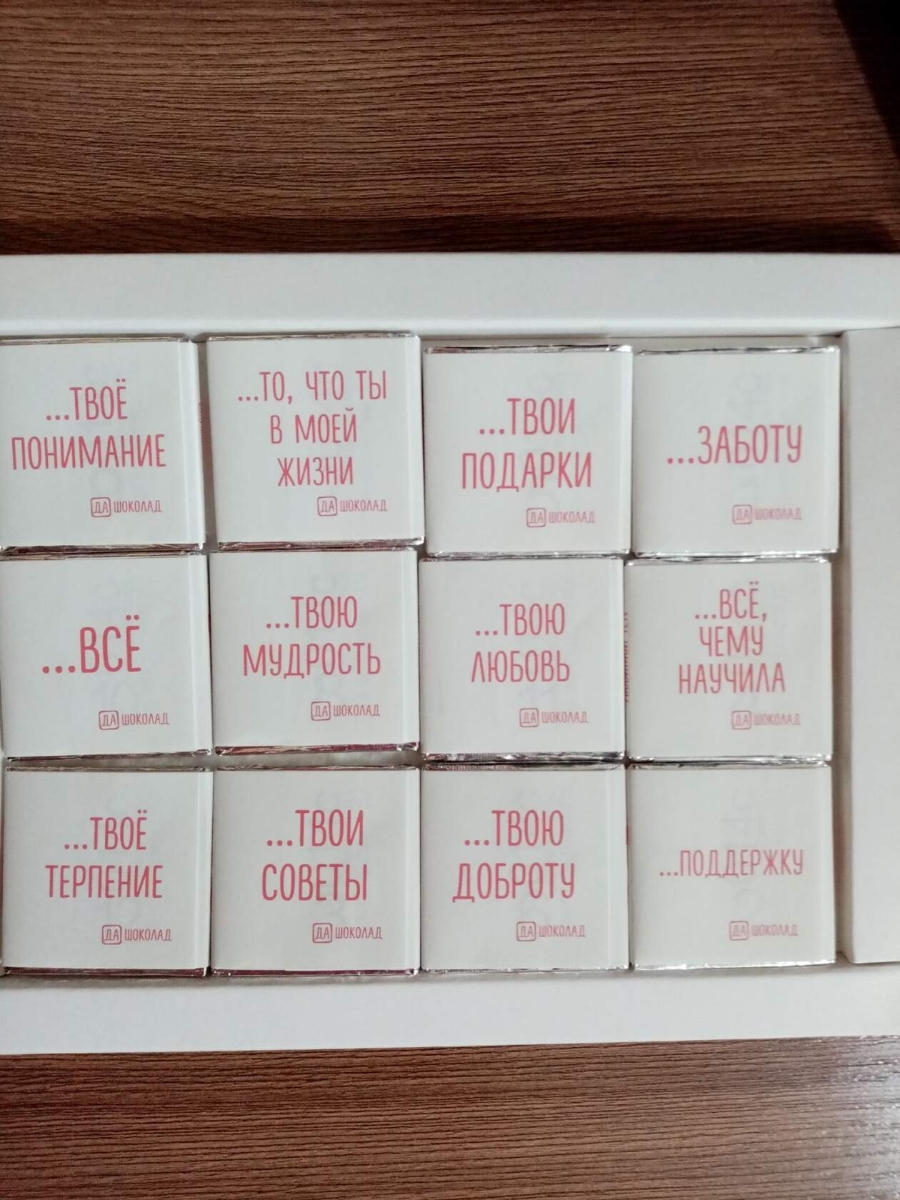 ...ТВОЁ
ПОНИМАНИЕ
ДА ШОКОЛАД
...ТО, ЧТО ТЫ
В МОЕЙ
ЖИЗНИ
ДА ШОКОЛАД
...ТВОИ
ПОДАРКИ
ДА ШОКОЛАД
...ЗАБОТУ
ДА ШОКОЛАД
...ВСЁ
ДА ШОКОЛАД
...ТВОЮ
МУДРОСТЬ
ДА ШОКОЛАД
...ТВОЮ
ЛЮБОВЬ
ДА ШОКОЛАД
...ВСЁ,
ЧЕМУ
НАУЧИЛА
ДА ШОКОЛАД
...ТВОЁ
ТЕРПЕНИЕ
ДА ШОКОЛАД
...ТВОИ
СОВЕТЫ
ДА ШОКОЛАД
...ТВОЮ
ДОБРОТУ
ДА ШОКОЛАД
...ПОДДЕРЖКУ
ДА ШОКОЛАД